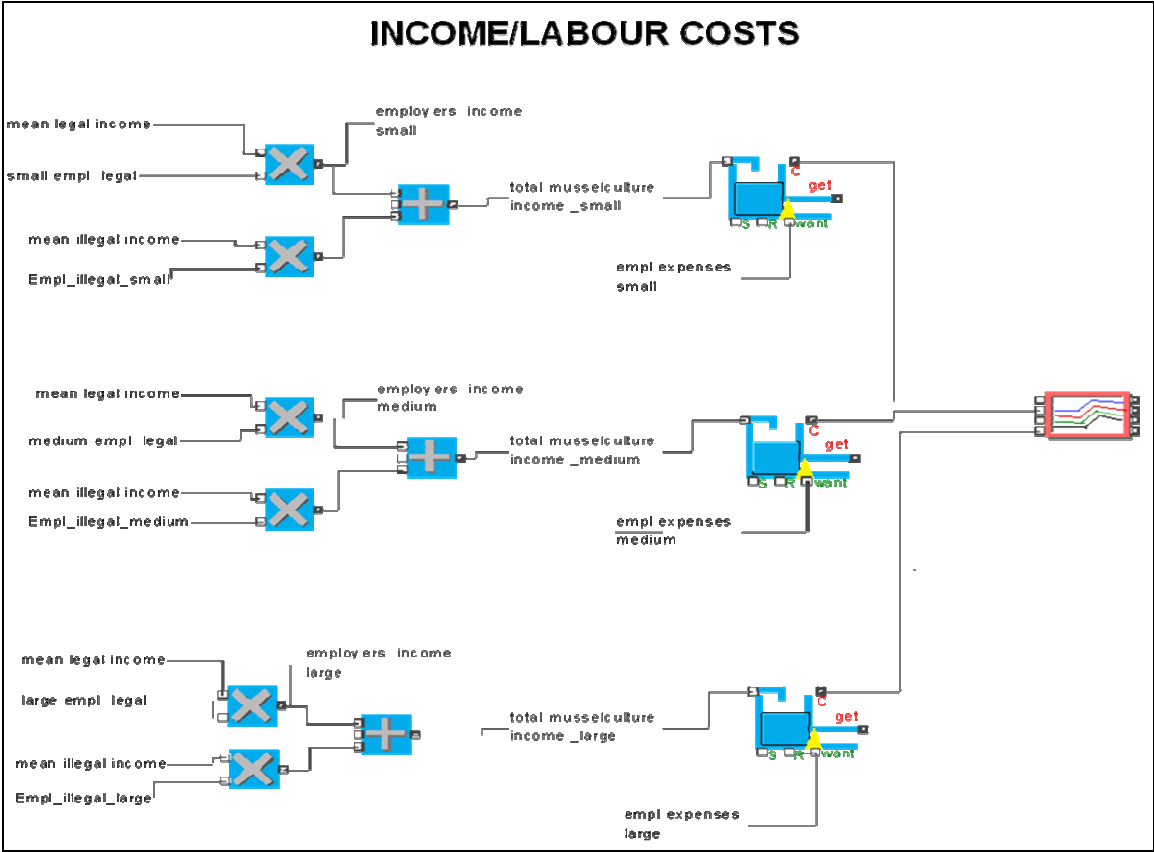 INCOME/LABOUR COSTS
employers income
small
mean legal income
small empl legal
mean illegal income
Empl_illegal_small
total musselculture
income _small
C
get
S
R
want
empl expenses
small
employers income
medium
mean legal income
medium empl legal
mean illegal income
Empl_illegal_medium
total musselculture
income _medium
C
get
S
R
want
empl expenses
medium
employers income
large
mean legal income
large empl legal
mean illegal income
Empl_illegal_large
total musselculture
income _large
C
get
S
R
want
empl expenses
large